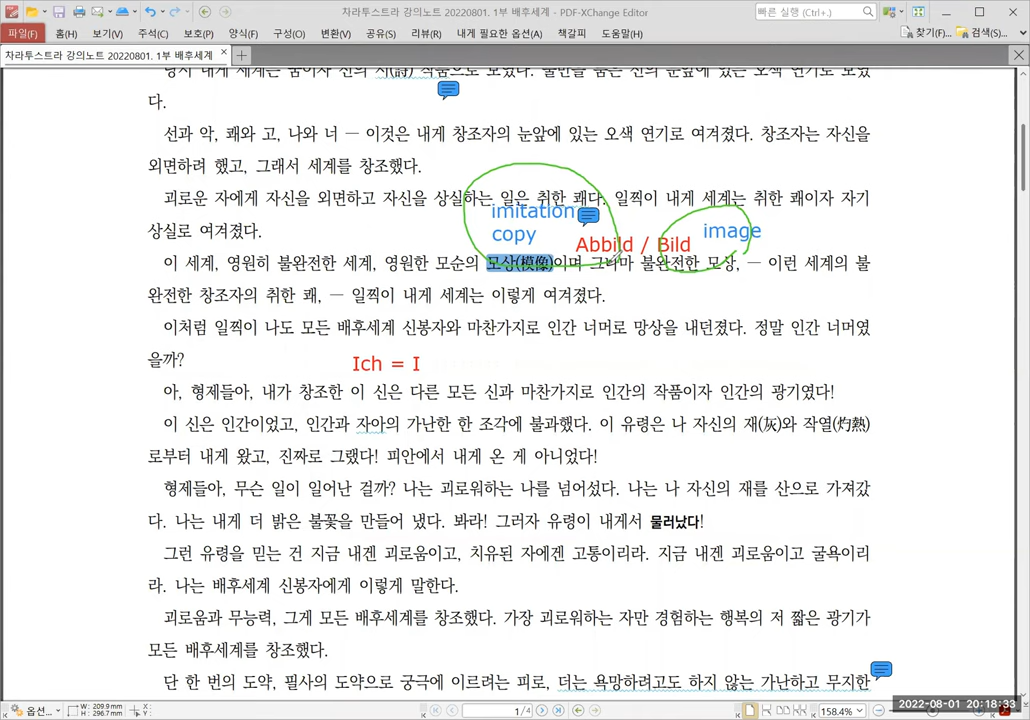 차라투스트라 강의노트 20220801. 1부 배후세계 - PDF-XChange Editor
빠른 실행 (Ctrl+.)
파일(F) 홈(H) 보기(V) 주석(C) 보호(P) 양식(F) 구성(O) 변환(V) 공유(S) 리뷰(R) 내게 필요한 옵션(A) 책갈피 도움말(H) 찾기(F)... 검색(S)...
차라투스트라 강의노트 20220801. 1부 배후세계
다.
선과 악, 쾌와 고, 나와 너 — 이것은 내게 창조자의 눈앞에 있는 오색 연기로 여겨졌다. 창조자는 자신을
외면하려 했고, 그래서 세계를 창조했다.
괴로운 자에게 자신을 외면하고 자신을 상실하는 일은 취한 쾌다. 일찍이 내게 세계는 취한 쾌이자 자기
imitation
상실로 여겨졌다.
copy
Abbild / Bild
image
이 세계, 영원히 불완전한 세계, 영원한 모순의 모상(模像)이며 그나마 불완전한 모상, — 이런 세계의 불
완전한 창조자의 취한 쾌, — 일찍이 내게 세계는 이렇게 여겨졌다.
이처럼 일찍이 나도 모든 배후세계 신봉자와 마찬가지로 인간 너머로 망상을 내던졌다. 정말 인간 너머였
을까?
Ich = I
아, 형제들아, 내가 창조한 이 신은 다른 모든 신과 마찬가지로 인간의 작품이자 인간의 광기였다!
이 신은 인간이었고, 인간과 자아의 가난한 한 조각에 불과했다. 이 유령은 나 자신의 재(灰)와 작열(灼熱)
로부터 내게 왔고, 진짜로 그랬다! 피안에서 내게 온 게 아니었다!
형제들아, 무슨 일이 일어난 걸까? 나는 괴로워하는 나를 넘어섰다. 나는 나 자신의 재를 산으로 가져갔
다. 나는 내게 더 밝은 불꽃을 만들어 냈다. 봐라! 그러자 유령이 내게서 물러났다!
그런 유령을 믿는 건 지금 내겐 괴로움이고, 치유된 자에겐 고통이리라. 지금 내겐 괴로움이고 굴욕이리
라. 나는 배후세계 신봉자에게 이렇게 말한다.
괴로움과 무능력, 그게 모든 배후세계를 창조했다. 가장 괴로워하는 자만 경험하는 행복의 저 짧은 광기가
모든 배후세계를 창조했다.
단 한 번의 도약, 필사의 도약으로 궁극에 이르려는 피로, 더는 욕망하려고도 하지 않는 가난하고 무지한
옵션... W: 209.9mm H: 296.7mm X: Y: 1/4 158.4%
2022-08-01 20:18:33